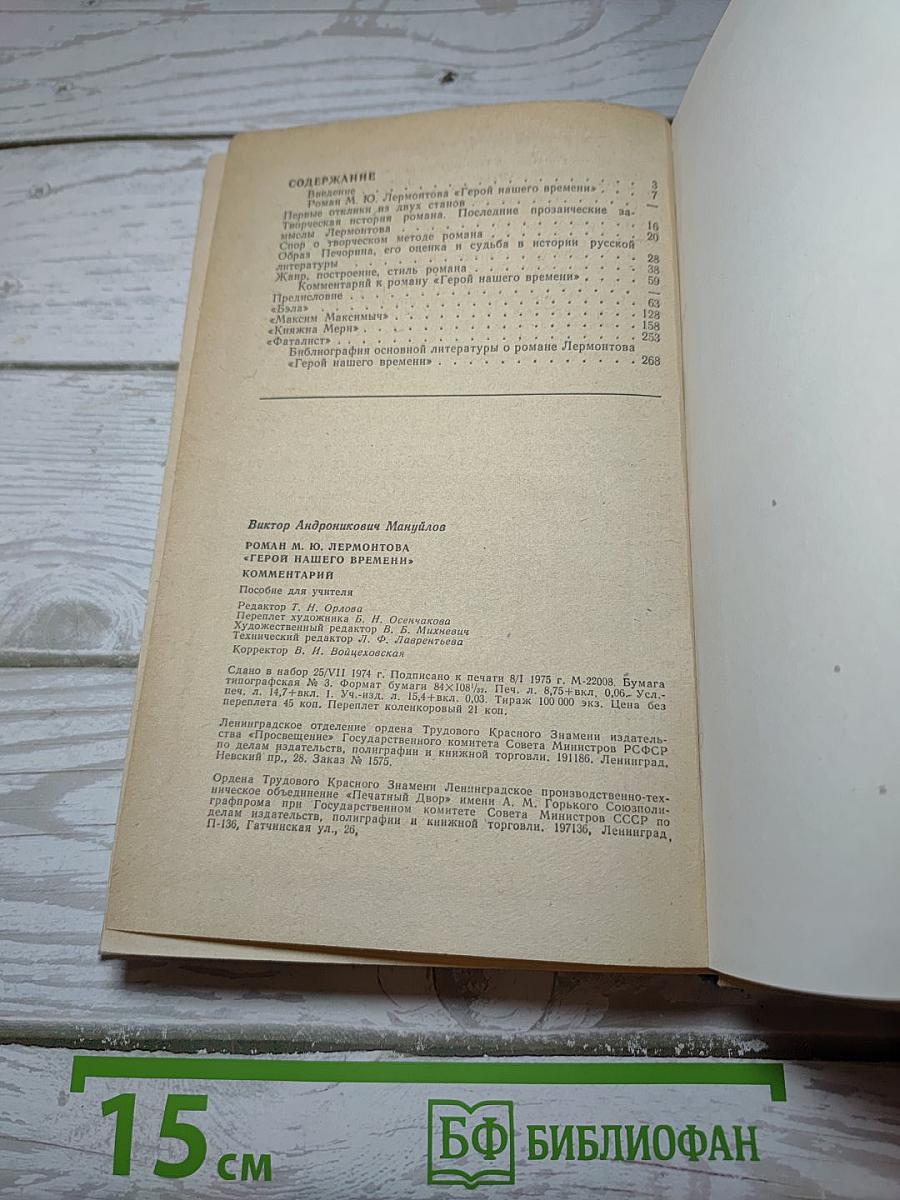 СОДЕРЖАНИЕ
Введение . . . . . . . . . . . . . . . . 3
Роман М. Ю. Лермонтова «Герой нашего времени» . . . 7
Первые отклики из двух станов . . . . . . . . . . —
Творческая история романа. Последние прозаические за-
мыслы Лермонтова . . . . . . . . . . . . . 16
Спор о творческом методе романа . . . . . . . . . 20
Образ Печорина, его оценка и судьба в истории русской
литературы . . . . . . . . . . . . . . . . 28
Жанр, построение, стиль романа . . . . . . . . . 38
Комментарий к роману «Герой нашего времени» . . . . 59
Предисловие . . . . . . . . . . . . . . . . —
«Бэла» . . . . . . . . . . . . . . . . . . 63
«Максим Максимыч» . . . . . . . . . . . . . 128
«Княжна Мери» . . . . . . . . . . . . . . . 158
«Фаталист» . . . . . . . . . . . . . . . . 253
Библиография основной литературы о романе Лермонтова
«Герой нашего времени» . . . . . . . . . . . . 268
Виктор Андроникович Мануйлов
РОМАН М. Ю. ЛЕРМОНТОВА
«ГЕРОЙ НАШЕГО ВРЕМЕНИ»
КОММЕНТАРИЙ
Пособие для учителя
Редактор Т. Н. Орлова
Переплет художника Б. Н. Осенчакова
Художественный редактор В. Б. Михневич
Технический редактор Л. Ф. Лаврентьева
Корректор В. И. Войцеховская
Сдано в набор 25/VII 1974 г. Подписано к печати 8/I 1975 г. М-22008. Бумага
типографская № 3. Формат бумаги 84×108¹/₃₂. Печ. л. 8,75+вкл. 0,06. Усл.-
печ. л. 14,7+вкл. 1. Уч.-изд. л. 15,4+вкл. 0,03. Тираж 100 000 экз. Цена без
переплета 45 коп. Переплет коленкоровый 21 коп.
Ленинградское отделение ордена Трудового Красного Знамени издатель-
ства «Просвещение» Государственного комитета Совета Министров РСФСР
по делам издательств, полиграфии и книжной торговли. 191186. Ленинград,
Невский пр., 28. Заказ № 1575.
Ордена Трудового Красного Знамени Ленинградское производственно-тех-
ническое объединение «Печатный Двор» имени А. М. Горького Союзполи-
графпрома при Государственном комитете Совета Министров СССР по
делам издательств, полиграфии и книжной торговли. 197136, Ленинград,
П-136, Гатчинская ул., 26,
15 см
БФ БИБЛИОФАН